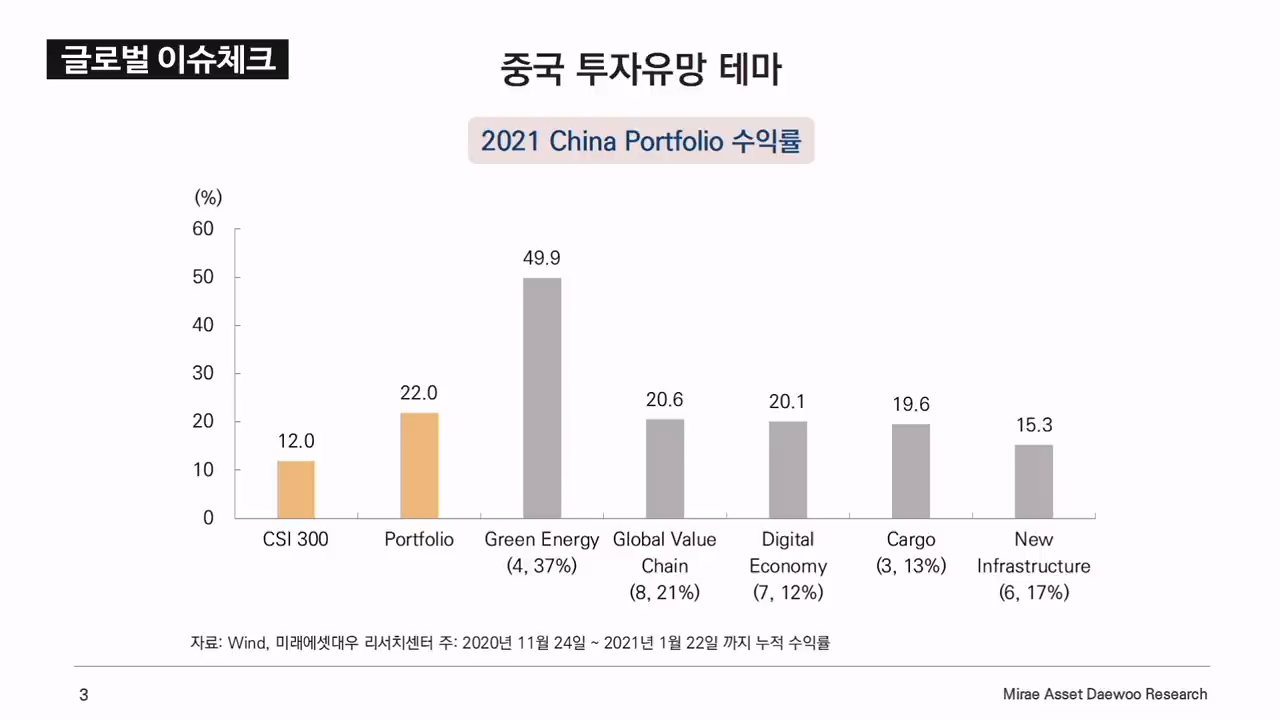 글로벌 이슈체크
중국 투자유망 테마
2021 China Portfolio 수익률
(%)
60
50
40
30
20
10
0
12.0
22.0
49.9
20.6
20.1
19.6
15.3
CSI 300
Portfolio
Green Energy
(4, 37%)
Global Value
Chain
(8, 21%)
Digital
Economy
(7, 12%)
Cargo
(3, 13%)
New
Infrastructure
(6, 17%)
자료: Wind, 미래에셋대우 리서치센터 주: 2020년 11월 24일 ~ 2021년 1월 22일 까지 누적 수익률
3
Mirae Asset Daewoo Research